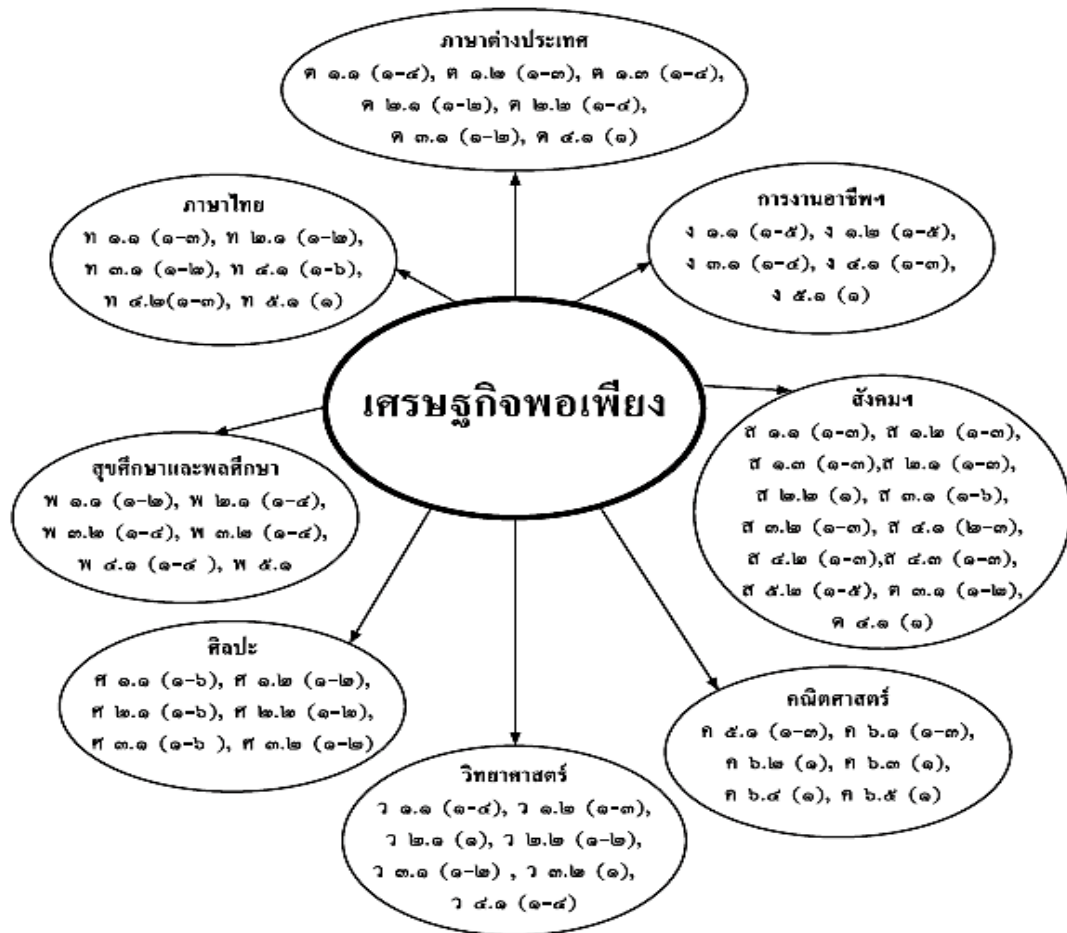 ภาษาต่างประเทศ
ต ๑.๑ (๑-๔), ต ๑.๒ (๑-๓), ต ๑.๓ (๑-๔),
ต ๒.๑ (๑-๒), ต ๒.๒ (๑-๔),
ต ๓.๑ (๑-๒), ต ๔.๑ (๑)
ภาษาไทย
ท ๑.๑ (๑-๓), ท ๒.๑ (๑-๒),
ท ๓.๑ (๑-๒), ท ๔.๑ (๑-๖),
ท ๔.๒(๑-๓), ท ๕.๑ (๑)
การงานอาชีพฯ
ง ๑.๑ (๑-๕), ง ๑.๒ (๑-๕),
ง ๓.๑ (๑-๔), ง ๔.๑ (๑-๓),
ง ๕.๑ (๑)
เศรษฐกิจพอเพียง
สังคมฯ
ส ๑.๑ (๑-๓), ส ๑.๒ (๑-๓),
ส ๑.๓ (๑-๓),ส ๒.๑ (๑-๓),
ส ๒.๒ (๑), ส ๓.๑ (๑-๖),
ส ๓.๒ (๑-๓), ส ๔.๑ (๒-๓),
ส ๔.๒ (๑-๓),ส ๔.๓ (๑-๓),
ส ๕.๒ (๑-๕), ต ๓.๑ (๑-๒),
ต ๔.๑ (๑)
สุขศึกษาและพลศึกษา
พ ๑.๑ (๑-๒), พ ๒.๑ (๑-๔),
พ ๓.๒ (๑-๔), พ ๓.๒ (๑-๔),
พ ๔.๑ (๑-๔ ), พ ๕.๑
ศิลปะ
ศ ๑.๑ (๑-๖), ศ ๑.๒ (๑-๒),
ศ ๒.๑ (๑-๖), ศ ๒.๒ (๑-๒),
ศ ๓.๑ (๑-๖ ), ศ ๓.๒ (๑-๒)
วิทยาศาสตร์
ว ๑.๑ (๑-๔), ว ๑.๒ (๑-๓),
ว ๒.๑ (๑), ว ๒.๒ (๑-๒),
ว ๓.๑ (๑-๒) , ว ๓.๒ (๑),
ว ๔.๑ (๑-๔)
คณิตศาสตร์
ค ๕.๑ (๑-๓), ค ๖.๑ (๑-๓),
ค ๖.๒ (๑), ค ๖.๓ (๑),
ค ๖.๔ (๑), ค ๖.๕ (๑)